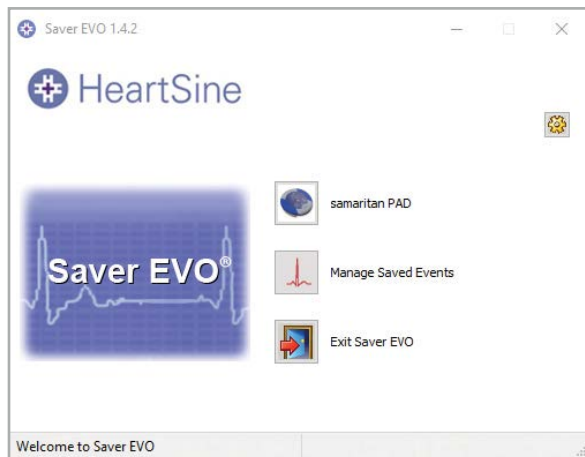 Saver EVO 1.4.2
HeartSine
samaritan PAD
Saver EVO®
Manage Saved Events
Exit Saver EVO
Welcome to Saver EVO